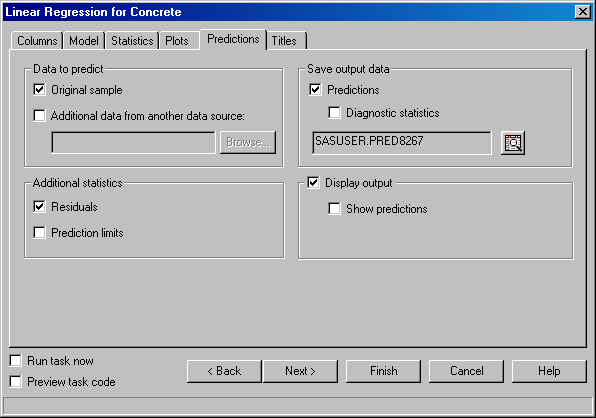 Linear Regression for Concrete
Columns Model Statistics Plots Predictions Titles
Data to predict
Original sample
Additional data from another data source:
Browse...
Save output data
Predictions
Diagnostic statistics
SASUSER.PRED8267
Additional statistics
Residuals
Prediction limits
Display output
Show predictions
Run task now
Preview task code
< Back Next > Finish Cancel Help